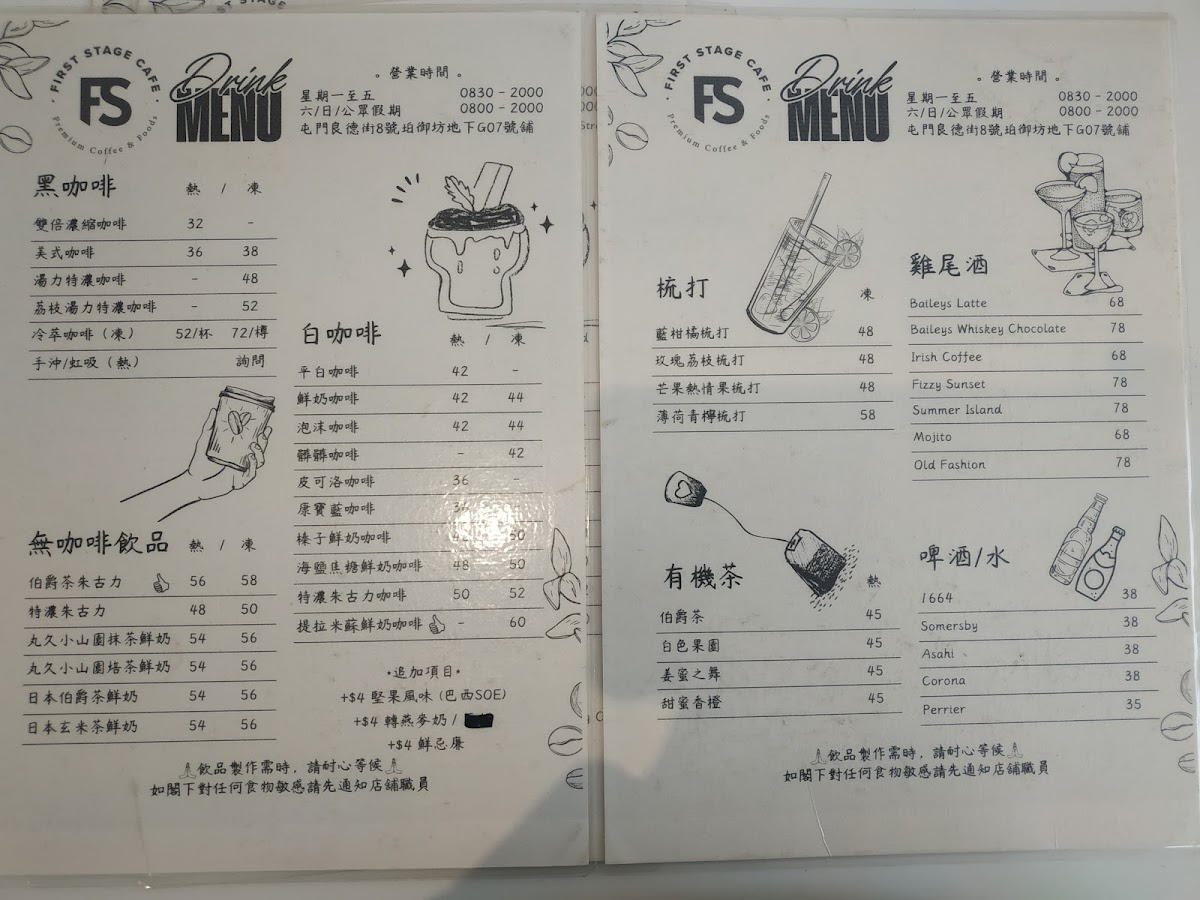 FIRST STAGE CAFE
FS
Premium Coffee & Foods
Drink
MENU
。營業時間。
星期一至五 0830 - 2000
六/日/公眾假期 0800 - 2000
屯門良德街8號珀御坊地下G07號舖
黑咖啡 熱 / 凍
雙倍濃縮咖啡 32 -
美式咖啡 36 38
湯力特濃咖啡 - 48
荔枝湯力特濃咖啡 - 52
冷萃咖啡（凍） 52/杯 72/樽
手沖/虹吸（熱） 詢問
白咖啡 熱 / 凍
平白咖啡 42 -
鮮奶咖啡 42 44
泡沫咖啡 42 44
髒髒咖啡 - 42
皮可洛咖啡 36 -
康寶藍咖啡
榛子鮮奶咖啡 42 50
海鹽焦糖鮮奶咖啡 48 50
特濃朱古力咖啡 50 52
提拉米蘇鮮奶咖啡 - 60
無咖啡飲品 熱 / 凍
伯爵茶朱古力 56 58
特濃朱古力 48 50
丸久小山園抹茶鮮奶 54 56
丸久小山園焙茶鮮奶 54 56
日本伯爵茶鮮奶 54 56
日本玄米茶鮮奶 54 56
•追加項目•
+$4 堅果風味 (巴西SOE)
+$4 轉燕麥奶 /
+$4 鮮忌廉
飲品製作需時，請耐心等候
如閣下對任何食物敏感請先通知店舖職員
FIRST STAGE CAFE
FS
Premium Coffee & Foods
Drink
MENU
。營業時間。
星期一至五 0830 - 2000
六/日/公眾假期 0800 - 2000
屯門良德街8號珀御坊地下G07號舖
梳打 凍
藍柑橘梳打 48
玫瑰荔枝梳打 48
芒果熱情果梳打 48
薄荷青檸梳打 58
雞尾酒
Baileys Latte 68
Baileys Whiskey Chocolate 78
Irish Coffee 68
Fizzy Sunset 78
Summer Island 78
Mojito 68
Old Fashion 78
有機茶 熱
伯爵茶 45
白色果園 45
姜蜜之舞 45
甜蜜香橙 45
啤酒/水
1664 38
Somersby 38
Asahi 38
Corona 38
Perrier 35
飲品製作需時，請耐心等候
如閣下對任何食物敏感請先通知店舖職員